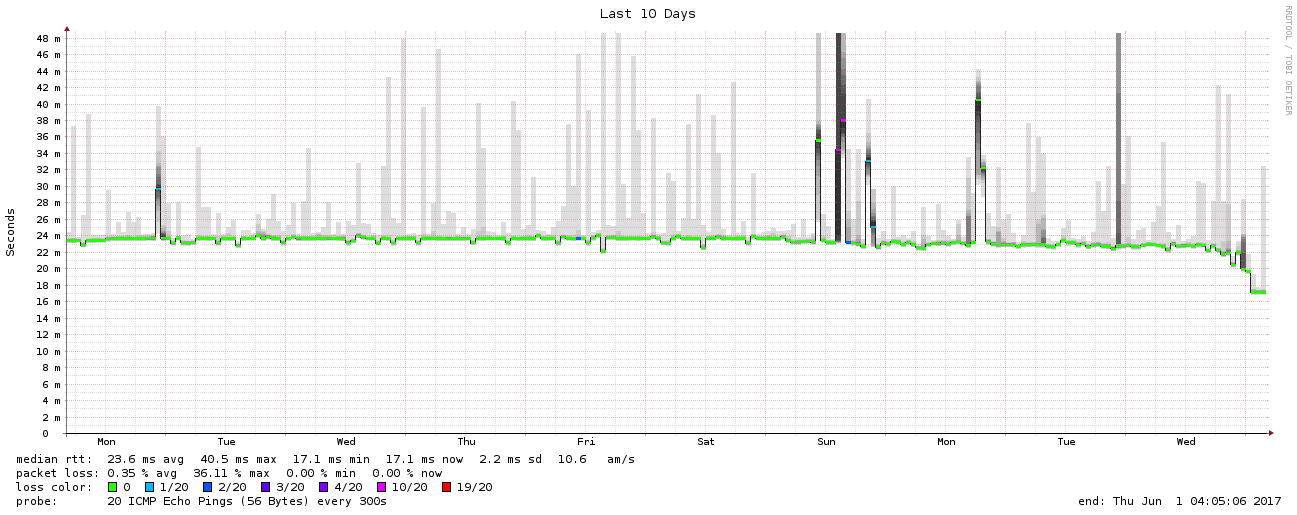 Last 10 Days
RRDTOOL / TOBI OETIKER
Seconds
48 m
46 m
44 m
42 m
40 m
38 m
36 m
34 m
32 m
30 m
28 m
26 m
24 m
22 m
20 m
18 m
16 m
14 m
12 m
10 m
8 m
6 m
4 m
2 m
0
Mon Tue Wed Thu Fri Sat Sun Mon Tue Wed
median rtt: 23.6 ms avg 40.5 ms max 17.1 ms min 17.1 ms now 2.2 ms sd 10.6 am/s
packet loss: 0.35 % avg 36.11 % max 0.00 % min 0.00 % now
loss color: 0 1/20 2/20 3/20 4/20 10/20 19/20
probe: 20 ICMP Echo Pings (56 Bytes) every 300s end: Thu Jun 1 04:05:06 2017